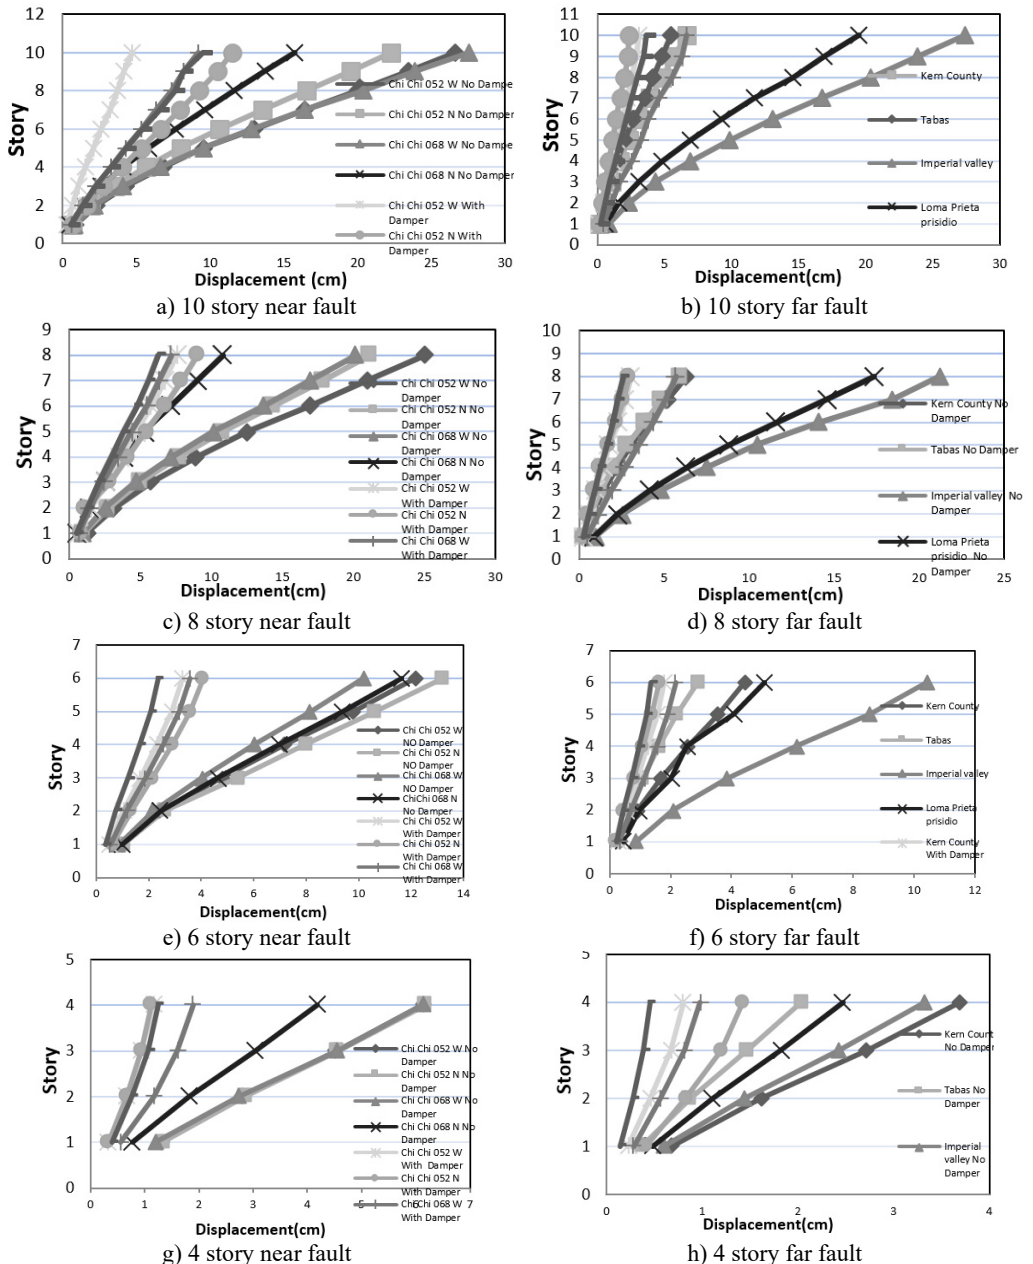 12
10
8
6
4
2
0
Story
Chi Chi 052 W No Dampe
Chi Chi 052 N No Damper
Chi Chi 068 W No Dampe
Chi Chi 068 N No Damper
Chi Chi 052 W With
Damper
Chi Chi 052 N With
Damper
0 5 10 15 20 25 30
Displacement (cm)
a) 10 story near fault
11
10
9
8
7
6
5
4
3
2
1
0
Story
Kern County
Tabas
Imperial valley
Loma Prieta
prisidio
0 5 10 15 20 25 30
Displacement (cm)
b) 10 story far fault
9
8
7
6
5
4
3
2
1
0
Story
Chi Chi 052 W No
Damper
Chi Chi 052 N No
Damper
Chi Chi 068 W No
Damper
Chi Chi 068 N No
Damper
Chi Chi 052 W
With Damper
Chi Chi 052 N
With Damper
Chi Chi 068 W
With Damper
0 5 10 15 20 25 30
Displacement(cm)
c) 8 story near fault
10
9
8
7
6
5
4
3
2
1
0
Story
Kern County No
Damper
Tabas No Damper
Imperial valley No
Damper
Loma Prieta
prisidio No
Damper
0 5 10 15 20 25
Displacement(cm)
d) 8 story far fault
7
6
5
4
3
2
1
0
Story
Chi Chi 052 W
NO Damper
Chi Chi 052 N
NO Damper
Chi Chi 068 W
NO Damper
ChiChi 068 N
No Damper
Chi Chi 052 W
With Damper
Chi Chi 052 N
With Damper
Chi Chi 068 W
With Damper
0 2 4 6 8 10 12 14
Displacement(cm)
e) 6 story near fault
7
6
5
4
3
2
1
0
Story
Kern County
Tabas
Imperial valley
Loma Prieta
prisidio
Kern County
With Damper
0 2 4 6 8 10 12
Displacement(cm)
f) 6 story far fault
5
4
3
2
1
0
Story
Chi Chi 052 W No
Damper
Chi Chi 052 N No
Damper
Chi Chi 068 W No
Damper
Chi Chi 068 N No
Damper
Chi Chi 052 W
With Damper
Chi Chi 052 N
With Damper
Chi Chi 068 W
With Damper
0 1 2 3 4 5 6 7
Displacement(cm)
g) 4 story near fault
5
4
3
2
1
0
Story
Kern Count
No Damper
Tabas No
Damper
Imperial
valley No
Damper
0 1 2 3 4
Displacement(cm)
h) 4 story far fault